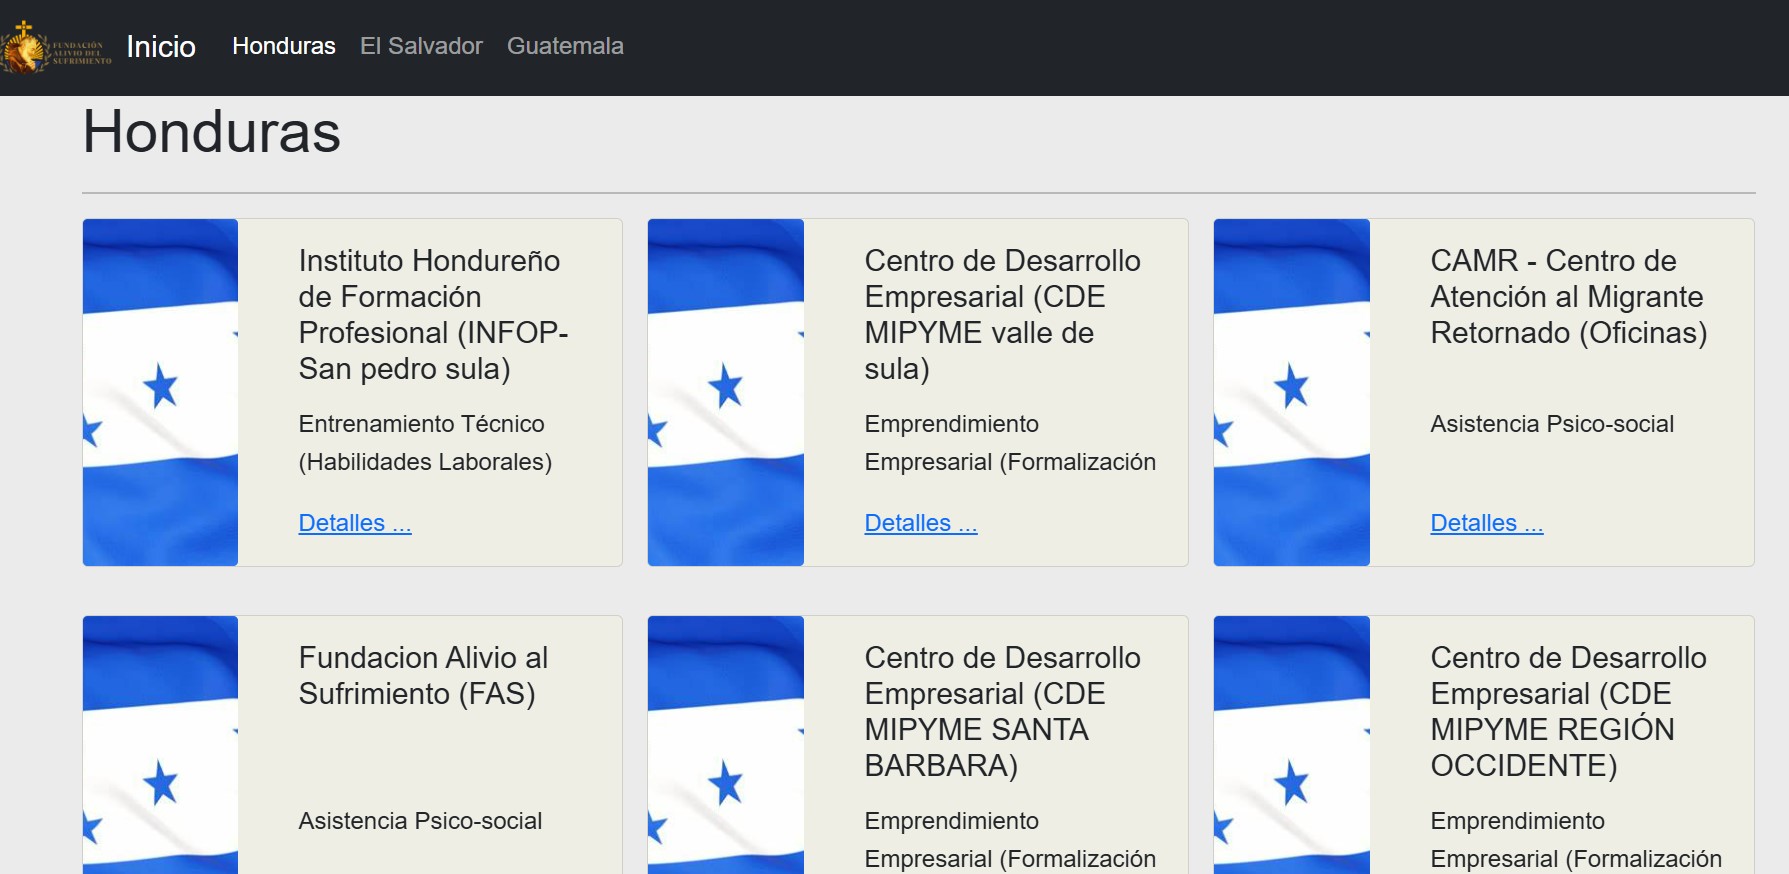 FUNDACIÓN
ALIVIO DEL
SUFRIMIENTO
Inicio
Honduras
El Salvador
Guatemala
Honduras
Instituto Hondureño
de Formación
Profesional (INFOP-
San pedro sula)
Entrenamiento Técnico
(Habilidades Laborales)
Detalles ...
Centro de Desarrollo
Empresarial (CDE
MIPYME valle de
sula)
Emprendimiento
Empresarial (Formalización
Detalles ...
CAMR - Centro de
Atención al Migrante
Retornado (Oficinas)
Asistencia Psico-social
Detalles ...
Fundacion Alivio al
Sufrimiento (FAS)
Asistencia Psico-social
Centro de Desarrollo
Empresarial (CDE
MIPYME SANTA
BARBARA)
Emprendimiento
Empresarial (Formalización
Centro de Desarrollo
Empresarial (CDE
MIPYME REGIÓN
OCCIDENTE)
Emprendimiento
Empresarial (Formalización